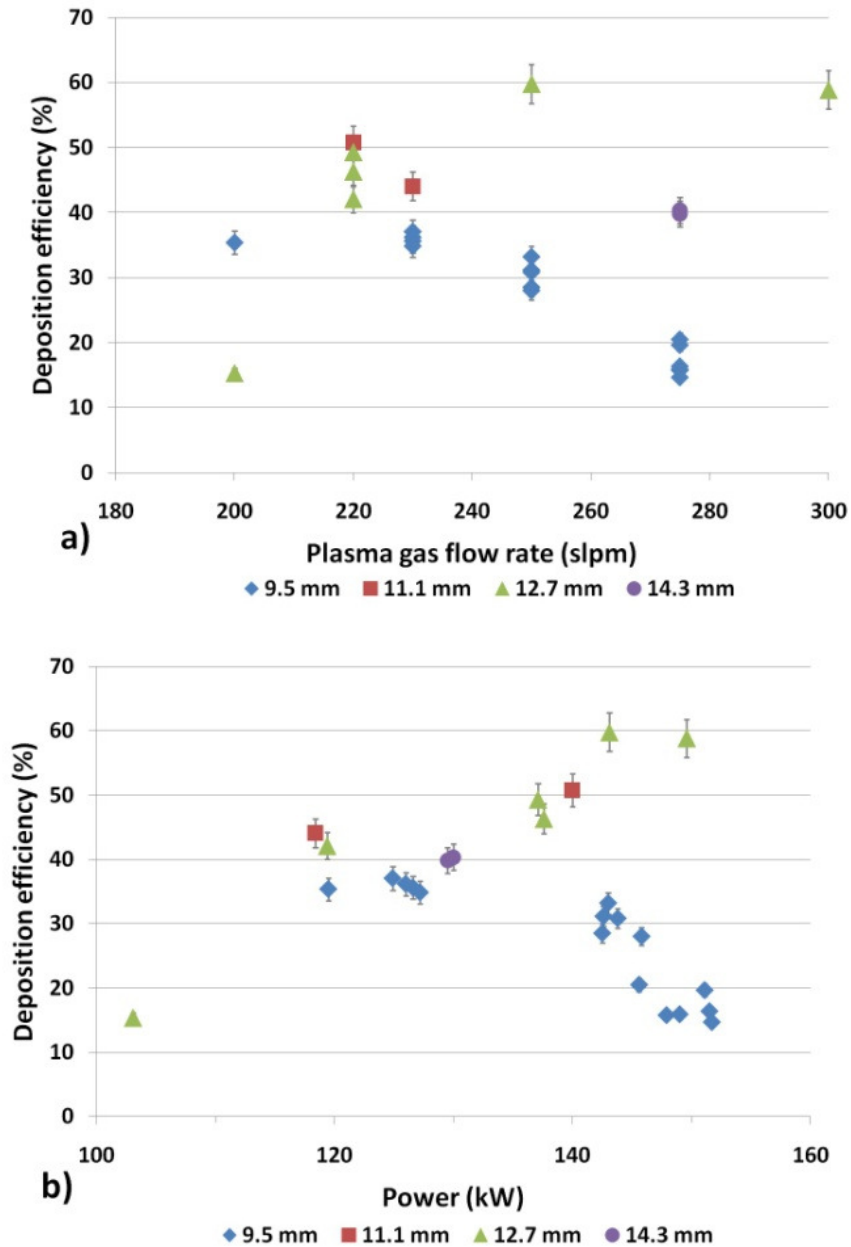 70
60
50
40
30
20
10
0
Deposition efficiency (%)
180 200 220 240 260 280 300
a)
Plasma gas flow rate (slpm)
9.5 mm 11.1 mm 12.7 mm 14.3 mm
70
60
50
40
30
20
10
0
Deposition efficiency (%)
100 120 140 160
b)
Power (kW)
9.5 mm 11.1 mm 12.7 mm 14.3 mm